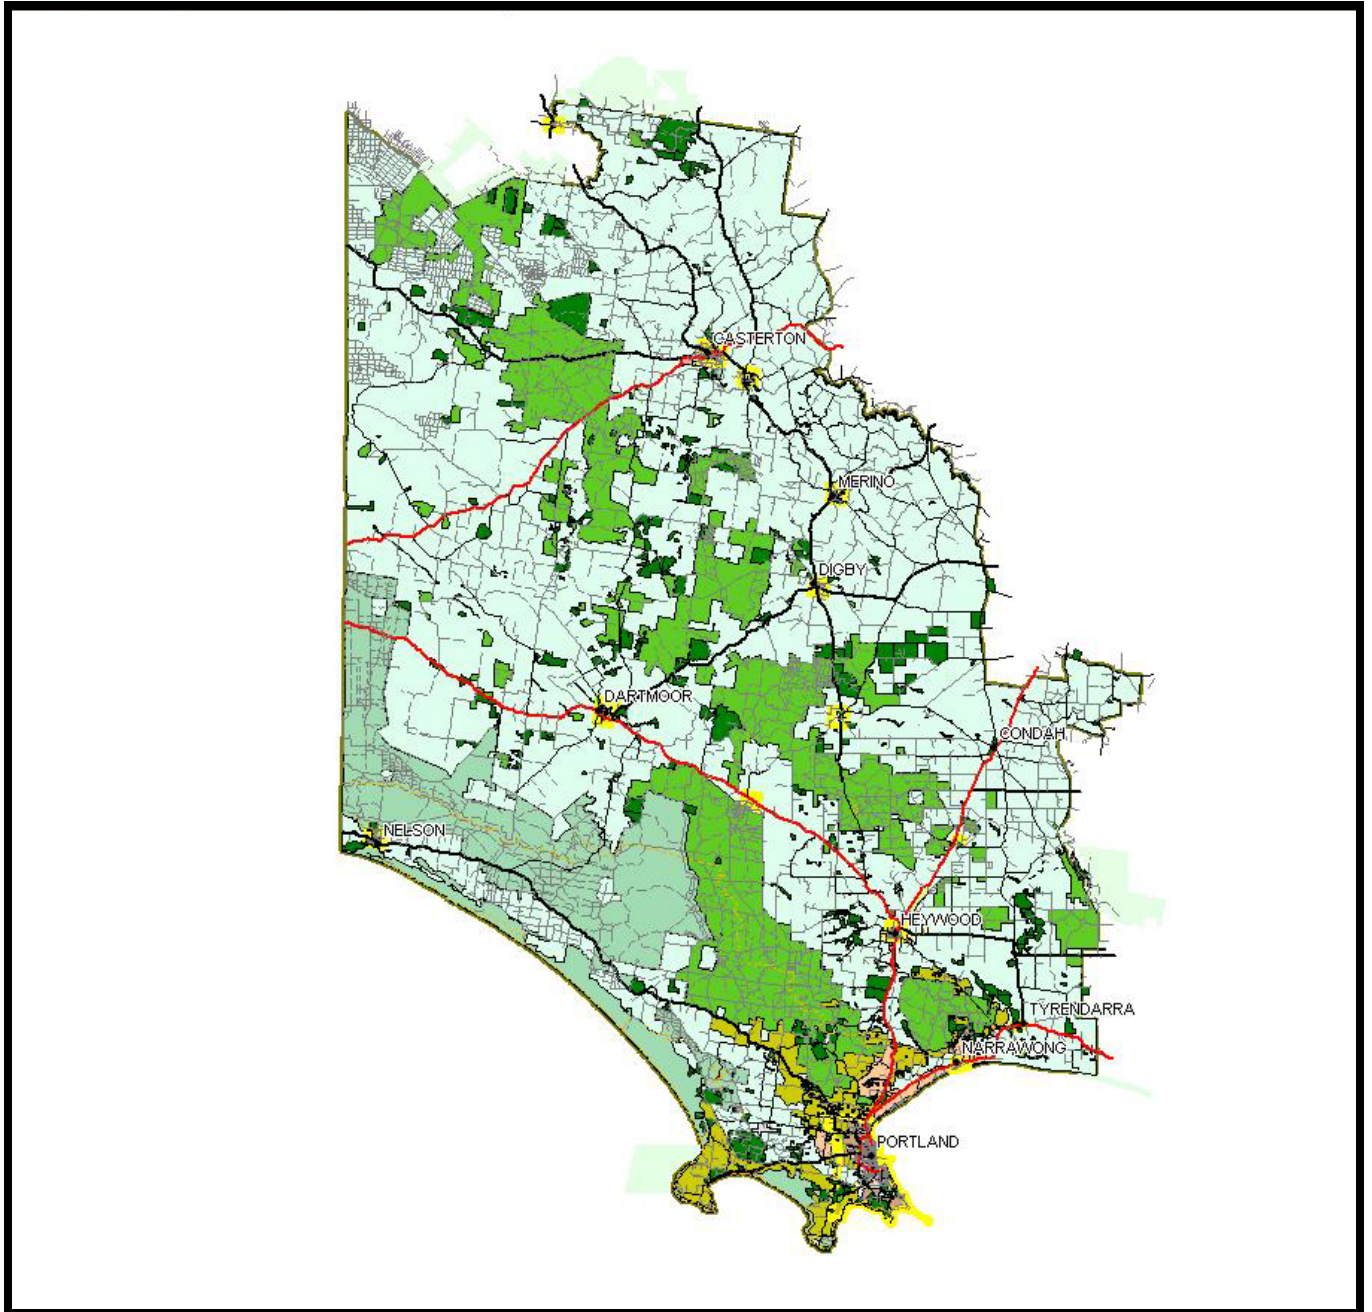 CASTERTON
MERINO
DIGBY
DARTMOOR
CONDAH
NELSON
HEYWOOD
TYRENDARRA
NARRAWONG
PORTLAND